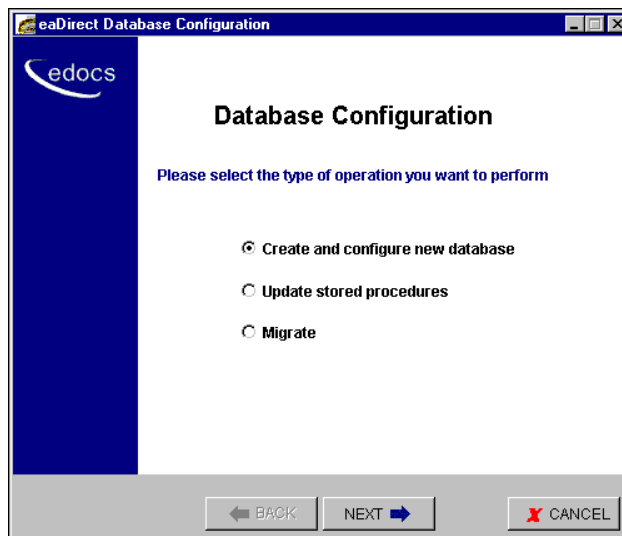 eaDirect Database Configuration
edocs
Database Configuration
Please select the type of operation you want to perform
Create and configure new database
Update stored procedures
Migrate
BACK
NEXT
CANCEL